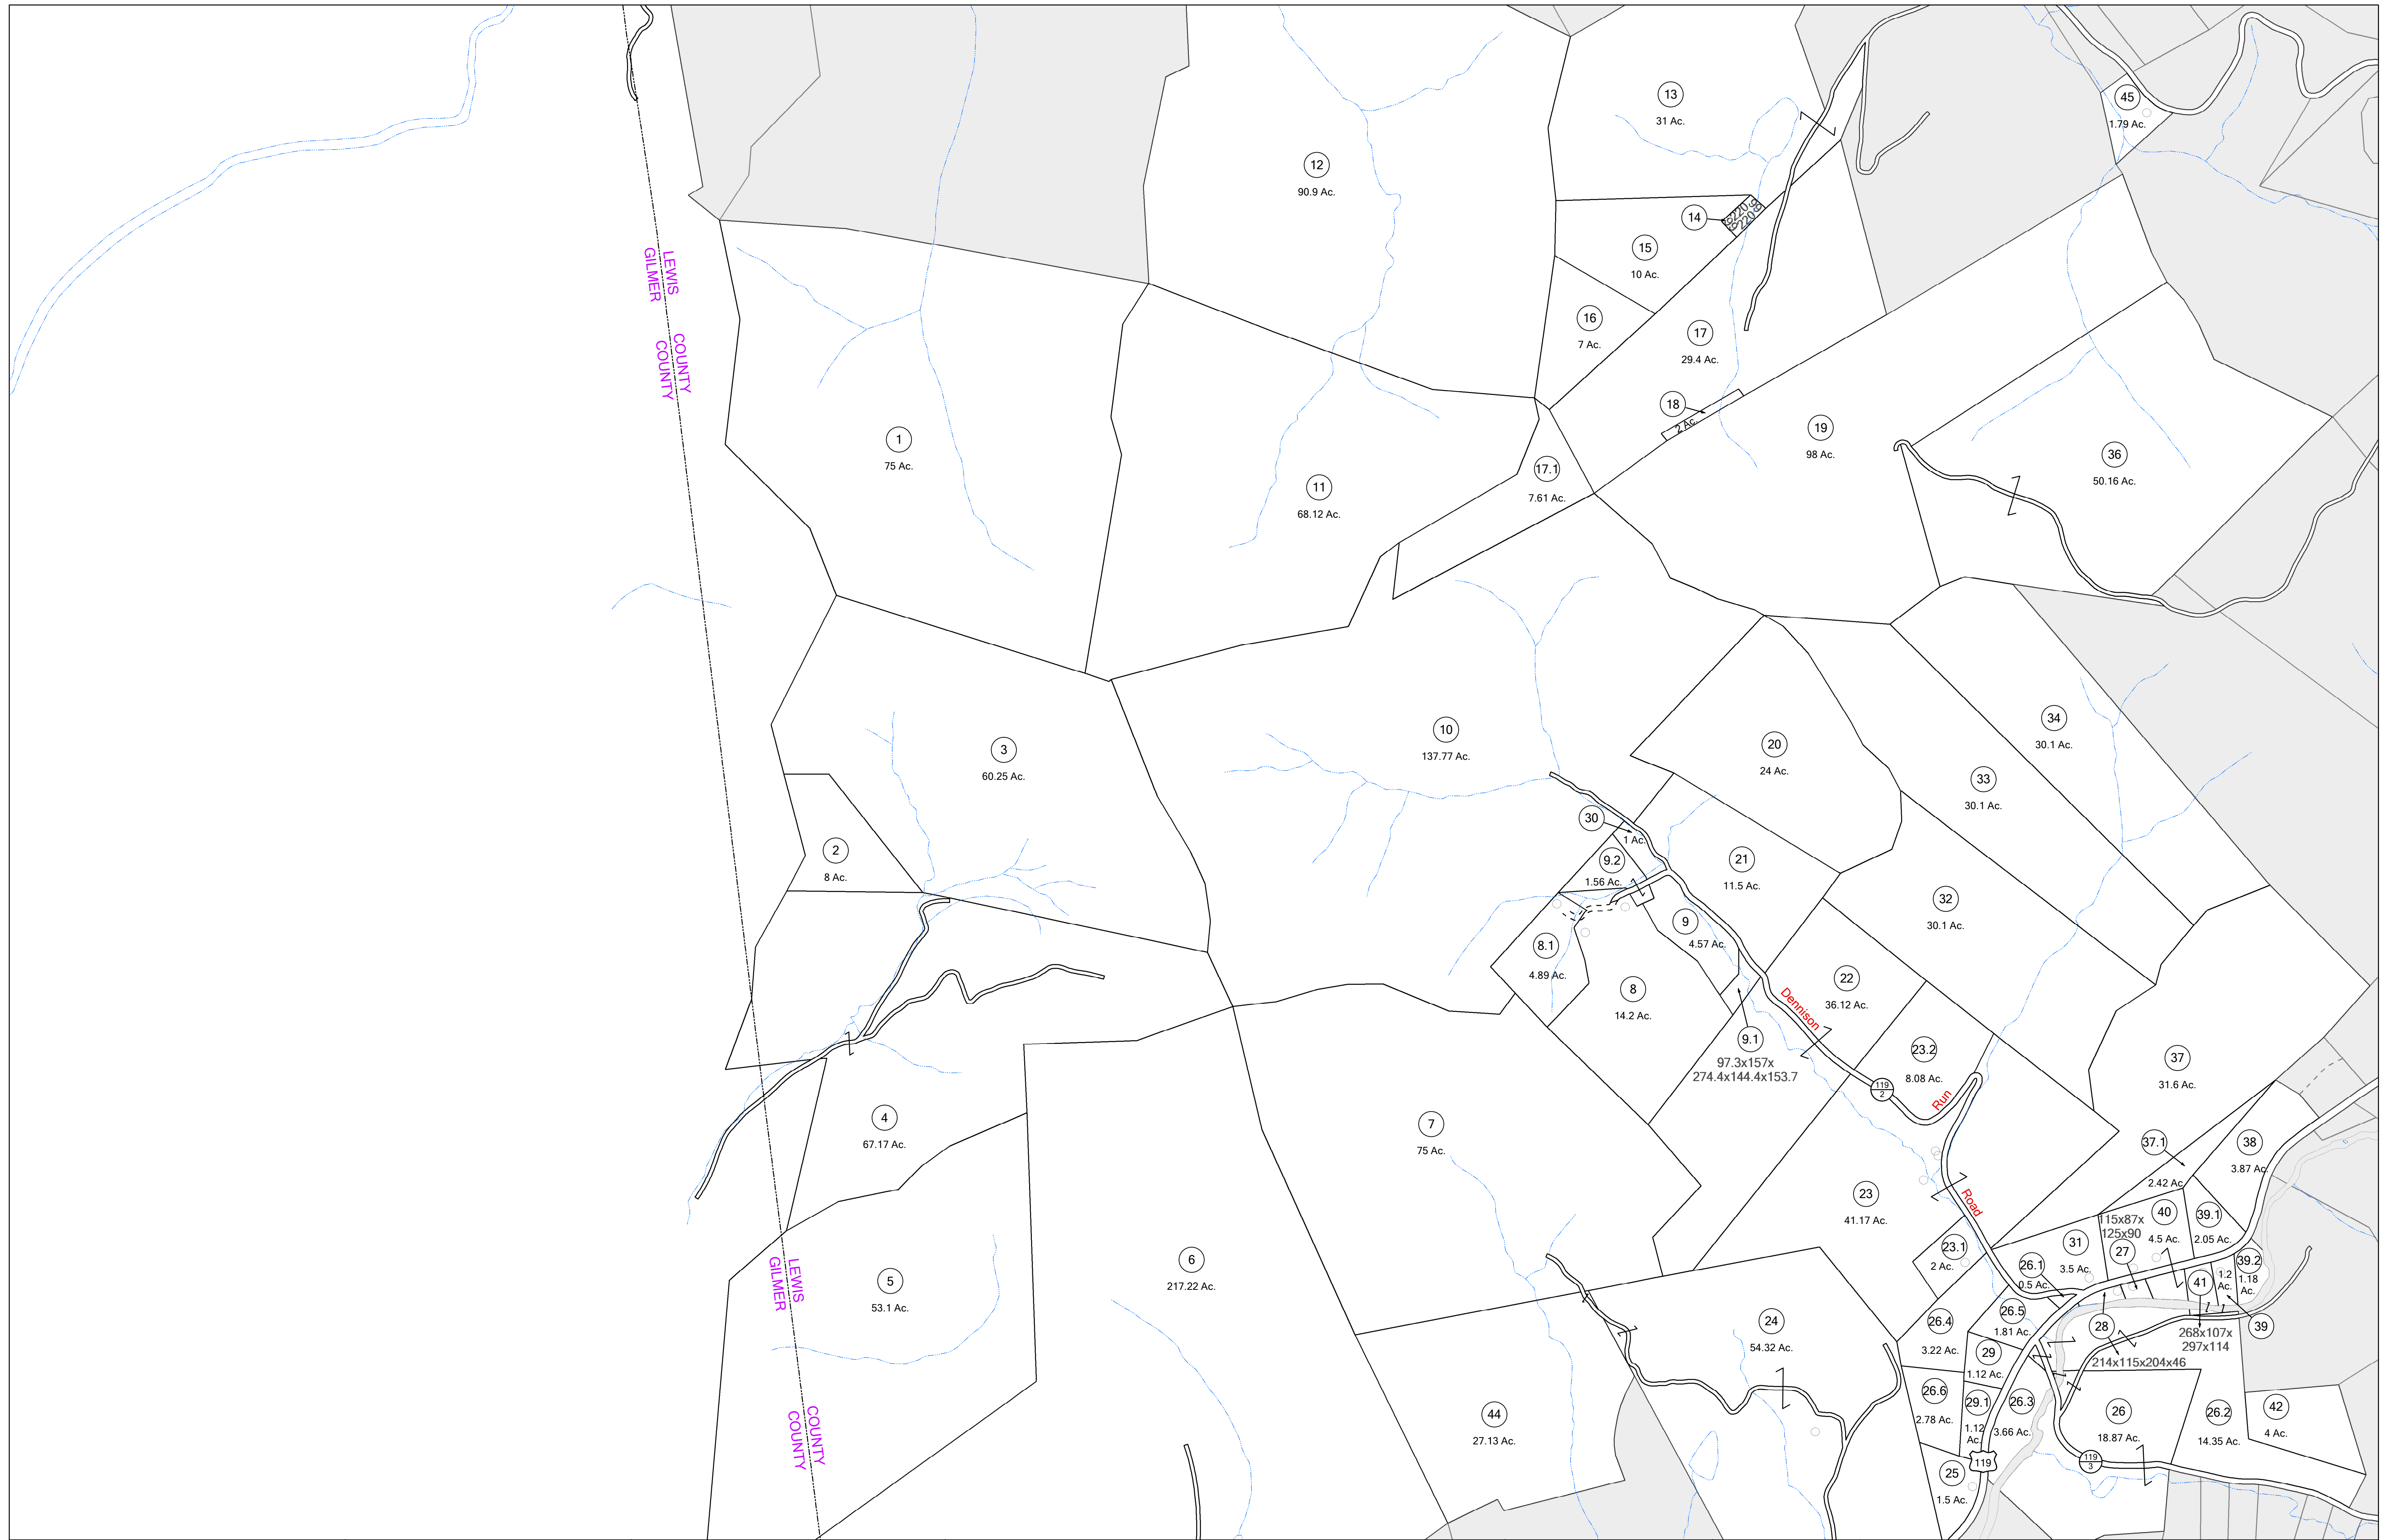 45
1.79 Ac.
13
31 Ac.
12
90.9 Ac.
14
220
220
15
10 Ac.
LEWIS
GILMER
COUNTY
COUNTY
16
7 Ac.
17
29.4 Ac.
18
2 Ac.
19
98 Ac.
1
75 Ac.
36
50.16 Ac.
17.1
7.61 Ac.
11
68.12 Ac.
34
30.1 Ac.
10
137.77 Ac.
20
24 Ac.
3
60.25 Ac.
33
30.1 Ac.
30
1 Ac.
2
8 Ac.
9.2
1.56 Ac.
21
11.5 Ac.
32
30.1 Ac.
9
4.57 Ac.
8.1
4.89 Ac.
22
36.12 Ac.
8
14.2 Ac.
Dennison
9.1
97.3x157x
274.4x144.4x153.7
23.2
8.08 Ac.
37
31.6 Ac.
119
2
Run
4
67.17 Ac.
7
75 Ac.
37.1
2.42 Ac.
38
3.87 Ac.
23
41.17 Ac.
Road
115x87x
125x90
40
4.5 Ac.
39.1
2.05 Ac.
23.1
2 Ac.
31
3.5 Ac.
27
26.1
0.5 Ac.
39.2
1.18
Ac.
6
217.22 Ac.
LEWIS
GILMER
5
53.1 Ac.
41
1.2
Ac.
26.5
1.81 Ac.
26.4
3.22 Ac.
24
54.32 Ac.
28
39
268x107x
297x114
29
1.12 Ac.
214x115x204x46
26.6
2.78 Ac.
29.1
1.12
Ac.
26.3
3.66 Ac.
26
18.87 Ac.
26.2
14.35 Ac.
42
4 Ac.
44
27.13 Ac.
COUNTY
COUNTY
119
119
3
25
1.5 Ac.